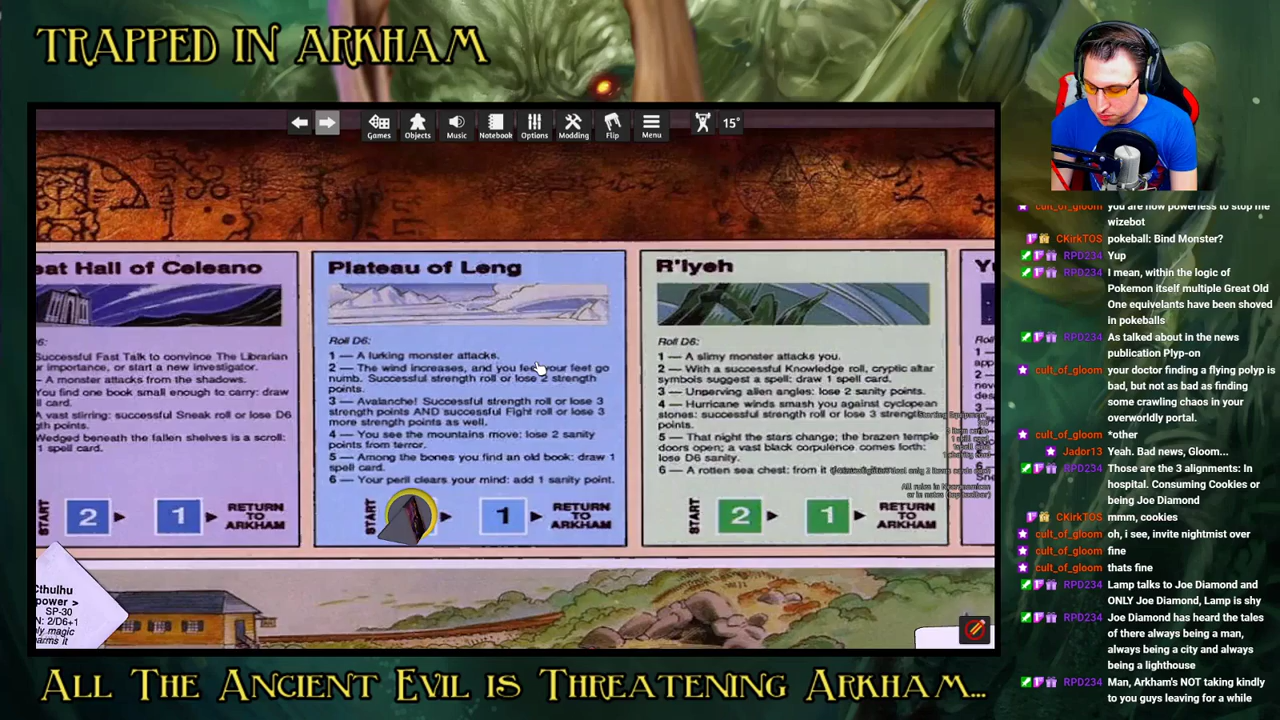 TRAPPED IN ARKHAM
Games
Objects
Music
Notebook
Options
Modding
Flip
Menu
15°
eat Hall of Celeano
06:
Successful Fast Talk to convince The Librarian
ur importance, or start a new investigator.
— A monster attacks from the shadows.
You find one book small enough to carry: draw
ll card.
A vast stirring: successful Sneak roll or lose D6
gth points.
Wedged beneath the fallen shelves is a scroll:
1 spell card.
START
2
1
RETURN
TO
ARKHAM
Plateau of Leng
Roll D6:
1 — A lurking monster attacks.
2 — The wind increases, and you feel your feet go
numb. Successful strength roll or lose 2 strength
points.
3 — Avalanche! Successful strength roll or lose 3
strength points AND successful Fight roll or lose 3
more strength points as well.
4 — You see the mountains move: lose 2 sanity
points from terror.
5 — Among the bones you find an old book: draw 1
spell card.
6 — Your peril clears your mind: add 1 sanity point.
START
1
RETURN
TO
ARKHAM
R'lyeh
Roll D6:
1 — A slimy monster attacks you.
2 — With a successful Knowledge roll, cryptic altar
symbols suggest a spell; draw 1 spell card.
3 — Unnerving alien angles: lose 2 sanity points.
4 — Hurricane winds smash you against cyclopean
stones: successful strength roll or lose 3 strength
points.
5 — That night the stars change; the brazen temple
doors open; a vast black corpulence comes forth:
lose D6 sanity.
6 — A rotten sea chest: from it
START
2
1
RETURN
TO
ARKHAM
Cthulhu
power >
SP-30
N: 2/D6+1
ly magic
arms it
cult_of_gloom you are now powerless to stop me
wizebot
CKirkTOS pokeball: Bind Monster?
RPD234 Yup
RPD234 I mean, within the logic of
Pokemon itself multiple Great Old
One equivelants have been shoved
in pokeballs
RPD234 As talked about in the news
publication Plyp-on
cult_of_gloom your doctor finding a flying polyp is
bad, but not as bad as finding
some crawling chaos in your
overworldly portal.
cult_of_gloom *other
Jador13 Yeah. Bad news, Gloom...
RPD234 Those are the 3 alignments: In
hospital. Consuming Cookies or
being Joe Diamond
CKirkTOS mmm, cookies
cult_of_gloom oh, i see, invite nightmist over
cult_of_gloom fine
cult_of_gloom thats fine
RPD234 Lamp talks to Joe Diamond and
ONLY Joe Diamond, Lamp is shy
RPD234 Joe Diamond has heard the tales
of there always being a man,
always being a city and always
being a lighthouse
RPD234 Man, Arkham's NOT taking kindly
to you guys leaving for a while
ALL THE ANCIENT EVIL IS THREATENING ARKHAM...